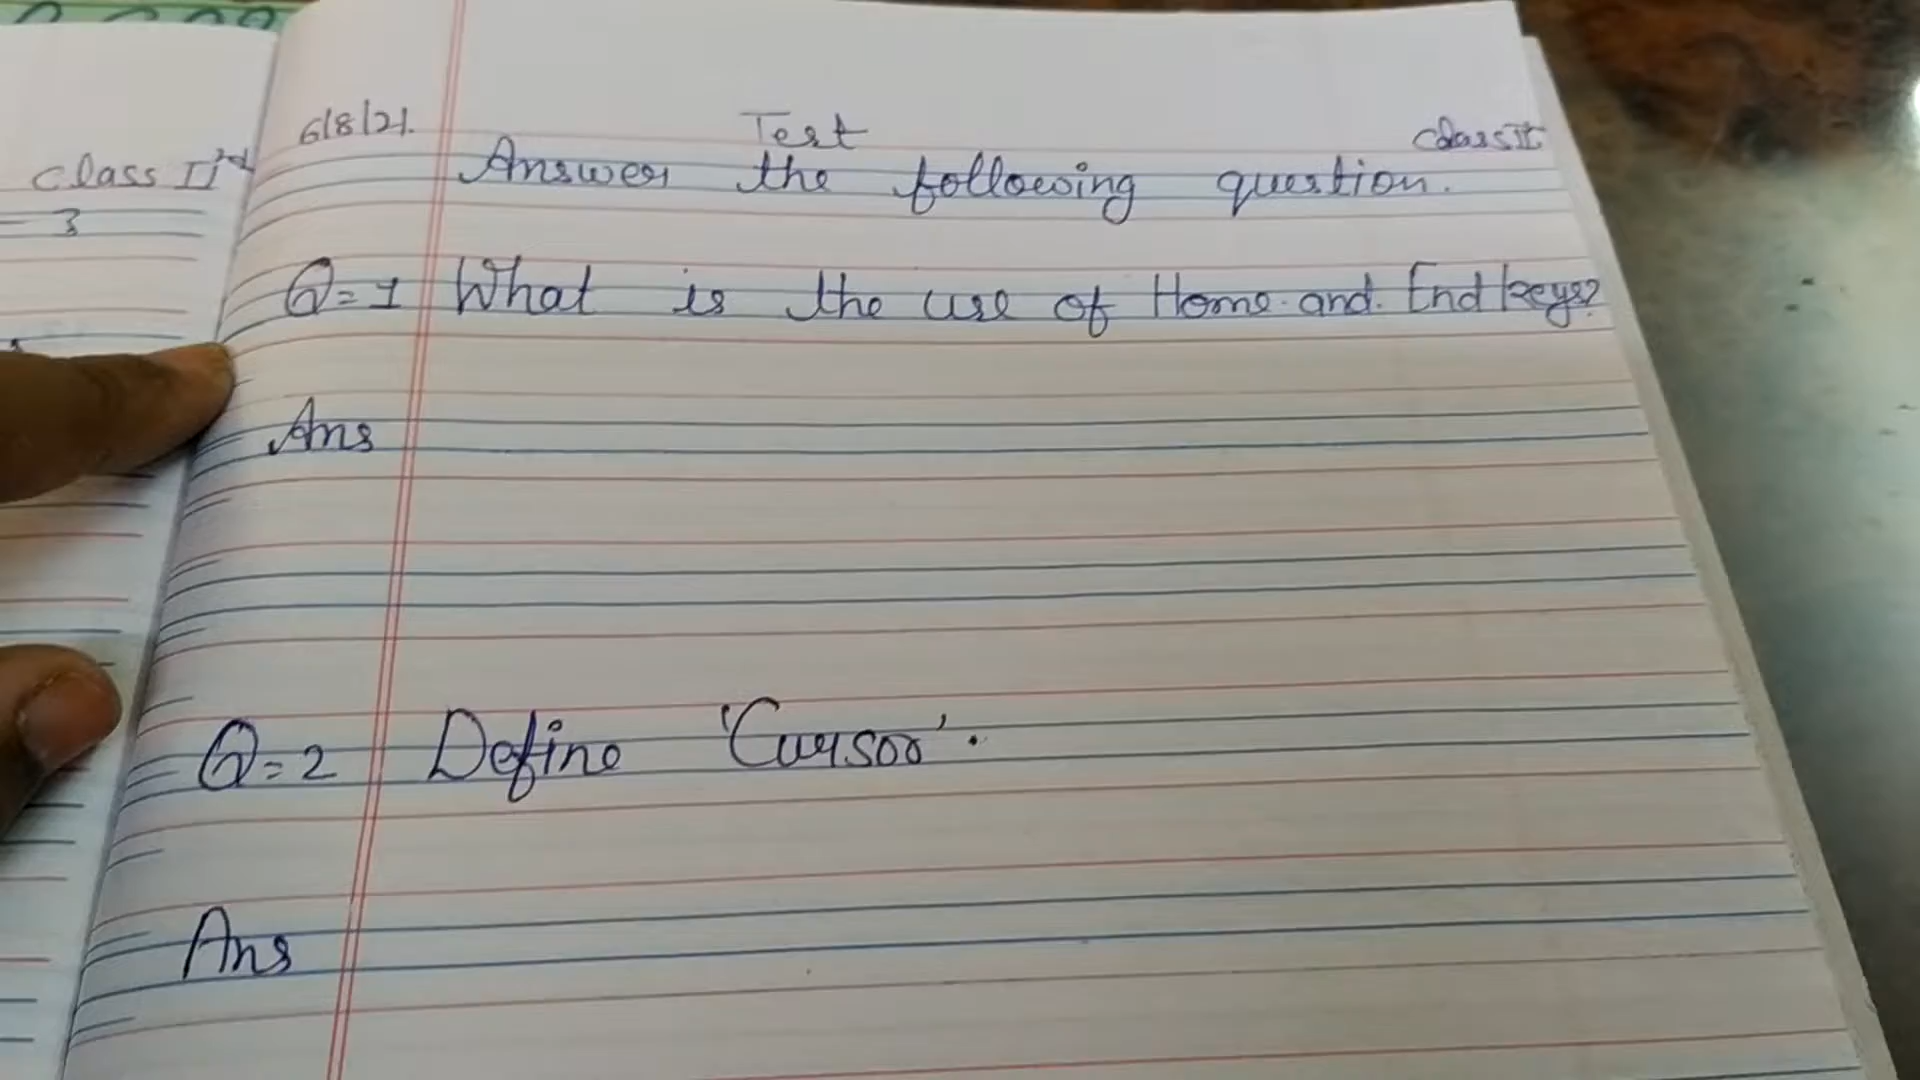 class IInd
= 3
6/8/21.
Test
class II
Answer the following question.
Q=1 What is the use of Home and End keys?
Ans
Q=2 Define 'Cursor'.
Ans